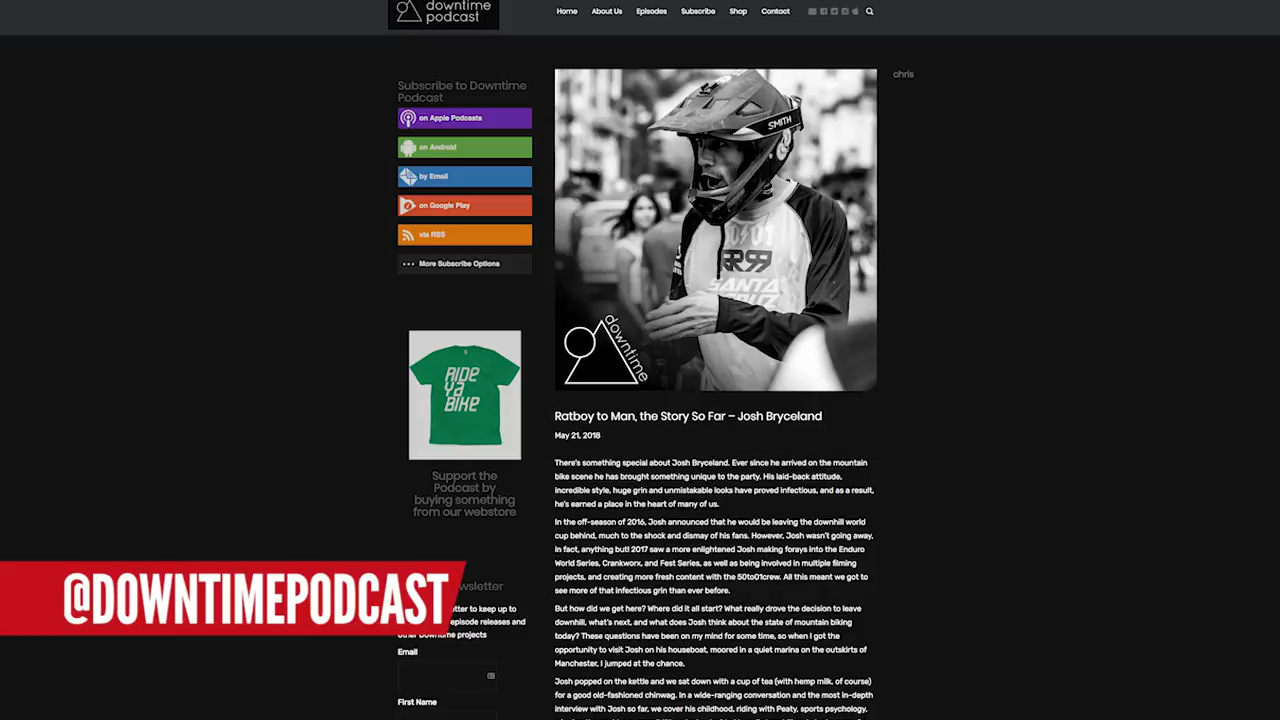 downtime
podcast
Home
About Us
Episodes
Subscribe
Shop
Contact
Subscribe to Downtime
Podcast
on Apple Podcasts
on Android
by Email
on Google Play
via RSS
More Subscribe Options
RIDE
YA
BIKE
Support the
Podcast by
buying something
from our webstore
@DOWNTIMEPODCAST
wsletter
etter to keep up to
episode releases and
other Downtime projects
Email
First Name
chris
SMITH
SANTA
CRUZ
downtime
Ratboy to Man, the Story So Far – Josh Bryceland
May 21, 2018
There's something special about Josh Bryceland. Ever since he arrived on the mountain
bike scene he has brought something unique to the party. His laid-back attitude,
incredible style, huge grin and unmistakable looks have proved infectious, and as a result,
he's earned a place in the heart of many of us.
In the off-season of 2016, Josh announced that he would be leaving the downhill world
cup behind, much to the shock and dismay of his fans. However, Josh wasn't going away,
in fact, anything but! 2017 saw a more enlightened Josh making forays into the Enduro
World Series, Crankworx, and Fest Series, as well as being involved in multiple filming
projects, and creating more fresh content with the 50to01crew. All this meant we got to
see more of that infectious grin than ever before.
But how did we get here? Where did it all start? What really drove the decision to leave
downhill, what's next, and what does Josh think about the state of mountain biking
today? These questions have been on my mind for some time, so when I got the
opportunity to visit Josh on his houseboat, moored in a quiet marina on the outskirts of
Manchester, I jumped at the chance.
Josh popped on the kettle and we sat down with a cup of tea (with hemp milk, of course)
for a good old-fashioned chinwag. In a wide-ranging conversation and the most in-depth
interview with Josh so far, we cover his childhood, riding with Peaty, sports psychology,